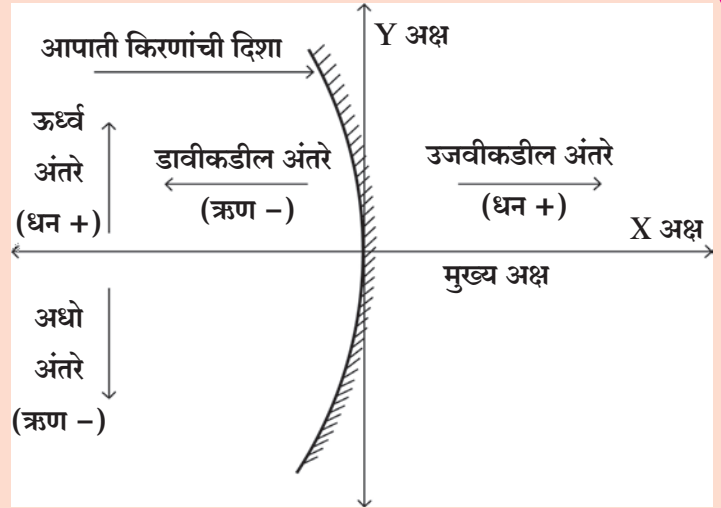 Y अक्ष
आपाती किरणांची दिशा
ऊर्ध्व
अंतरे
(धन +)
डावीकडील अंतरे
(ऋण −)
उजवीकडील अंतरे
(धन +)
X अक्ष
मुख्य अक्ष
अधो
अंतरे
(ऋण −)